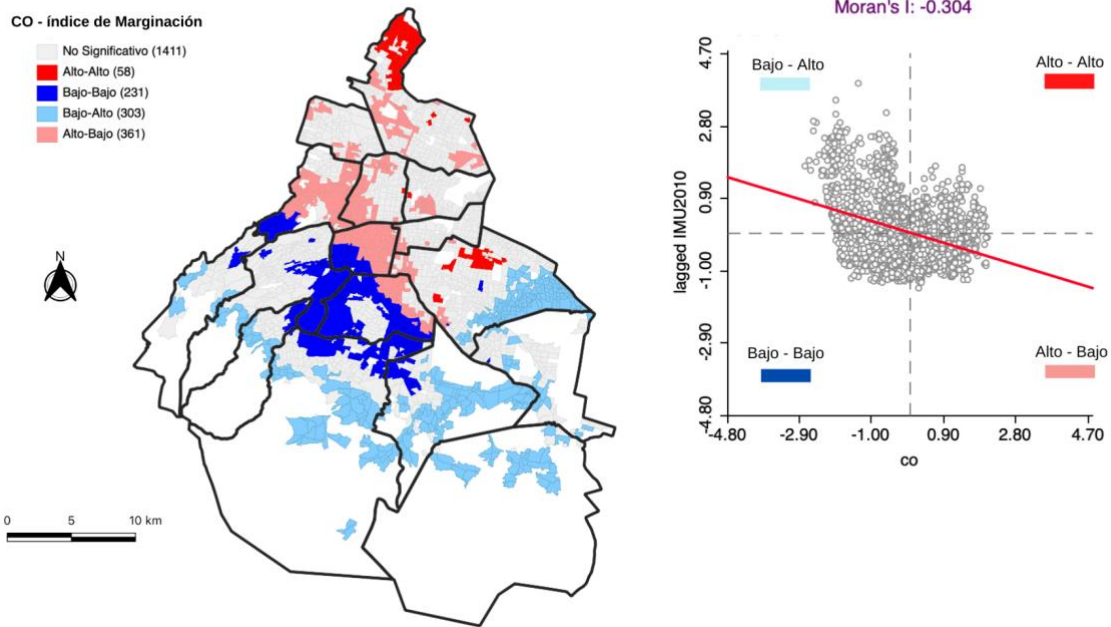 CO - índice de Marginación
No Significativo (1411)
Alto-Alto (58)
Bajo-Bajo (231)
Bajo-Alto (303)
Alto-Bajo (361)
N
0 5 10 km
Moran's I: -0.304
Bajo - Alto
Alto - Alto
Bajo - Bajo
Alto - Bajo
lagged IMU2010
4.70
2.80
0.90
-1.00
-2.90
-4.80
-4.80 -2.90 -1.00 0.90 2.80 4.70
co